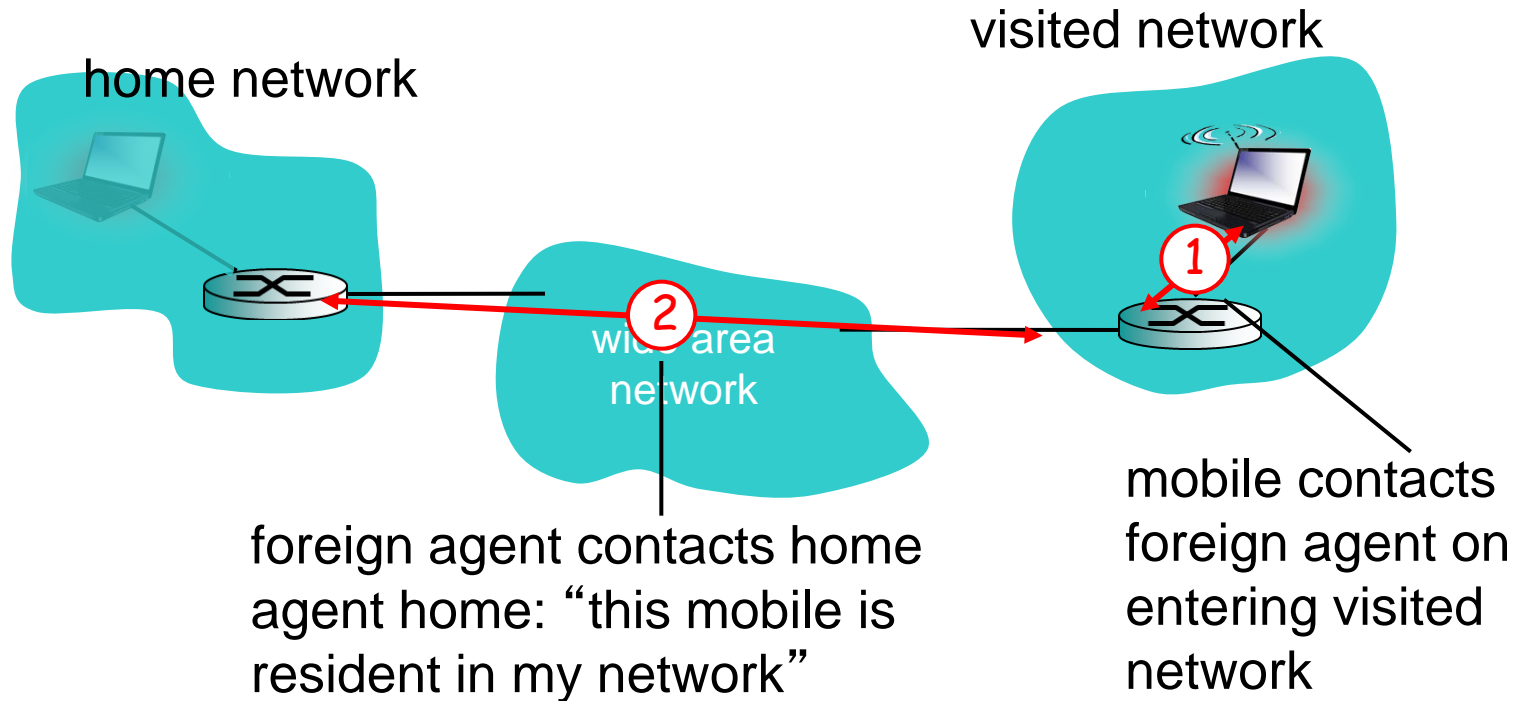 visited network
home network
1
2
wide area
network
foreign agent contacts home
agent home: “this mobile is
resident in my network”
mobile contacts
foreign agent on
entering visited
network